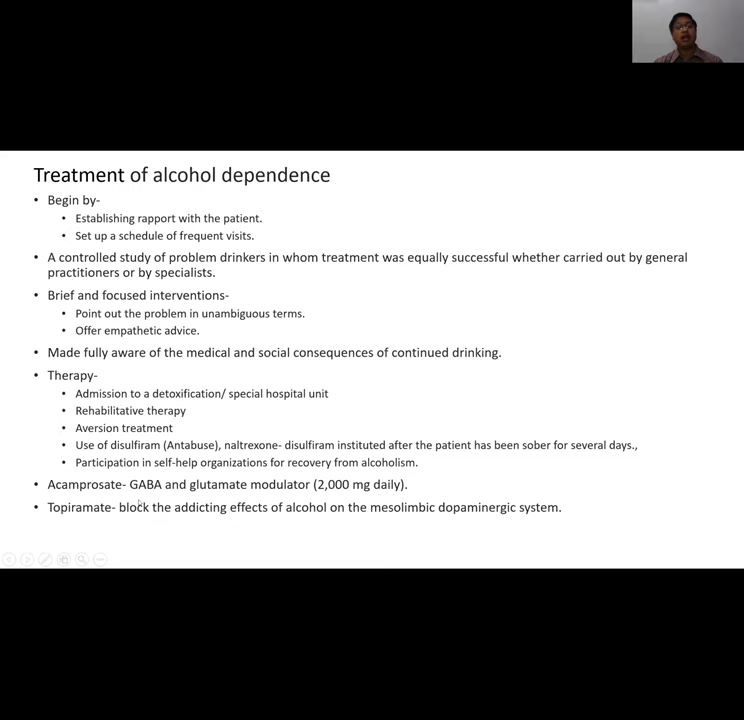 Treatment of alcohol dependence
• Begin by-
• Establishing rapport with the patient.
• Set up a schedule of frequent visits.
• A controlled study of problem drinkers in whom treatment was equally successful whether carried out by general
practitioners or by specialists.
• Brief and focused interventions-
• Point out the problem in unambiguous terms.
• Offer empathetic advice.
• Made fully aware of the medical and social consequences of continued drinking.
• Therapy-
• Admission to a detoxification/ special hospital unit
• Rehabilitative therapy
• Aversion treatment
• Use of disulfiram (Antabuse), naltrexone- disulfiram instituted after the patient has been sober for several days.,
• Participation in self-help organizations for recovery from alcoholism.
• Acamprosate- GABA and glutamate modulator (2,000 mg daily).
• Topiramate- block the addicting effects of alcohol on the mesolimbic dopaminergic system.